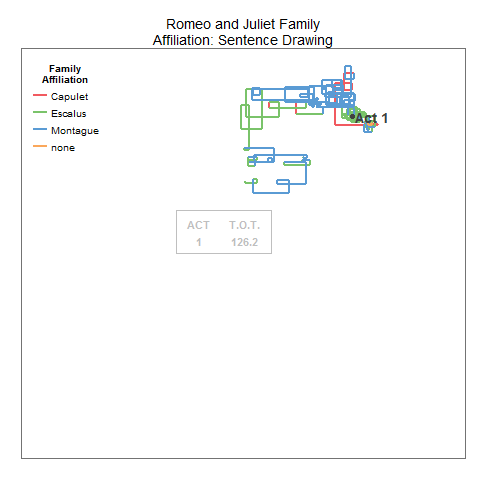 Romeo and Juliet Family
Affiliation: Sentence Drawing
Family
Affiliation
Capulet
Escalus
Montague
none
Act 1
ACT T.O.T.
1 126.2